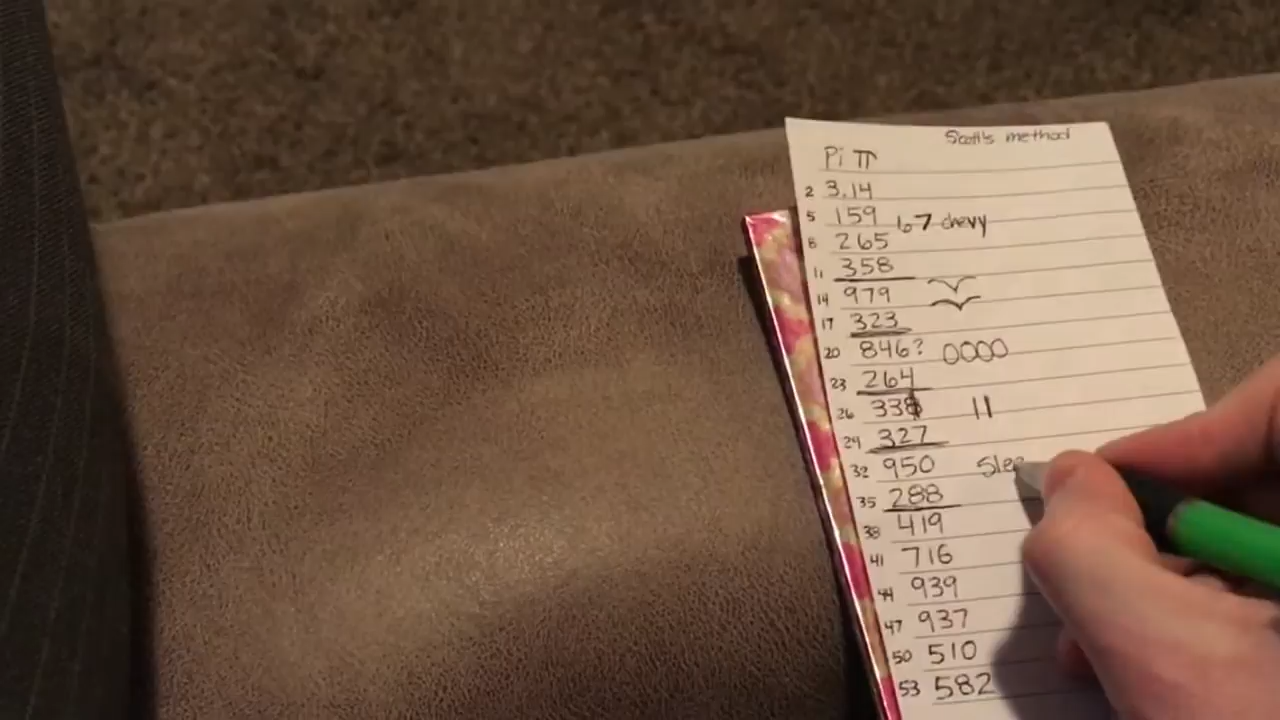 Scott's method
Pi π
2 3.14
5 159 67 chevy
8 265
11 358
14 979
17 323
20 846? 0000
23 264
26 338 11
29 327
32 950 Slee
35 288
38 419
41 716
44 939
47 937
50 510
53 582